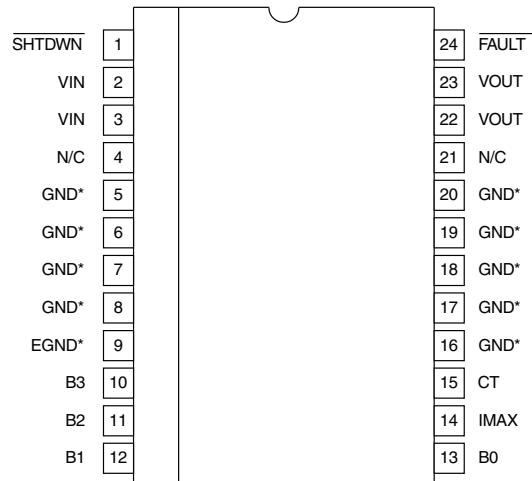 SHTDWN 1 24 FAULT
VIN 2 23 VOUT
VIN 3 22 VOUT
N/C 4 21 N/C
GND* 5 20 GND*
GND* 6 19 GND*
GND* 7 18 GND*
GND* 8 17 GND*
EGND* 9 16 GND*
B3 10 15 CT
B2 11 14 IMAX
B1 12 13 B0